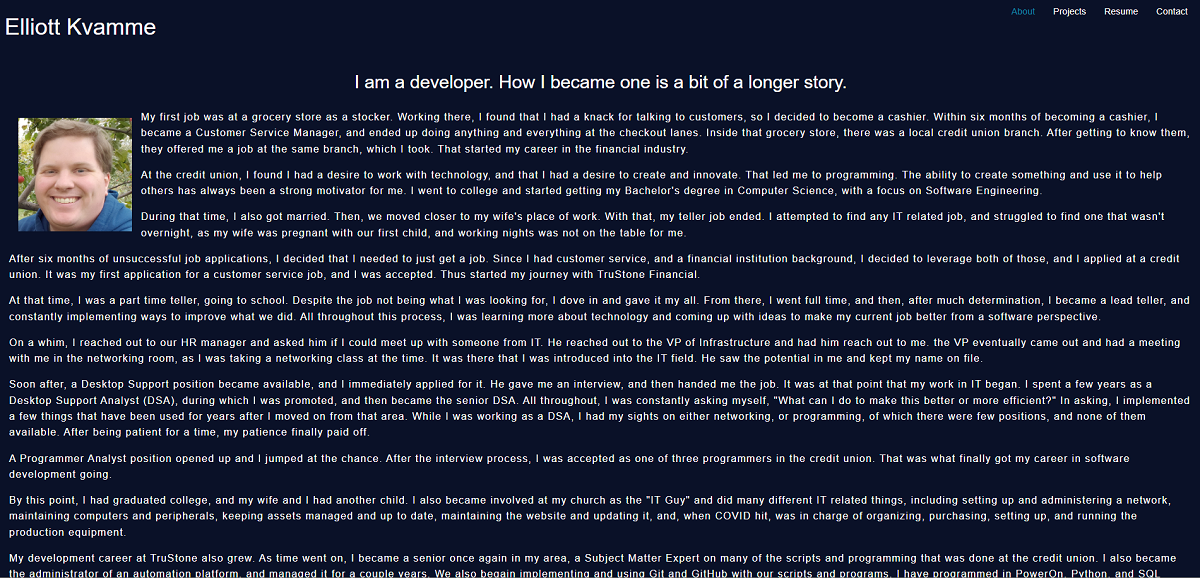 About Projects Resume Contact
Elliott Kvamme
I am a developer. How I became one is a bit of a longer story.
My first job was at a grocery store as a stocker. Working there, I found that I had a knack for talking to customers, so I decided to become a cashier. Within six months of becoming a cashier, I
became a Customer Service Manager, and ended up doing anything and everything at the checkout lanes. Inside that grocery store, there was a local credit union branch. After getting to know them,
they offered me a job at the same branch, which I took. That started my career in the financial industry.
At the credit union, I found I had a desire to work with technology, and that I had a desire to create and innovate. That led me to programming. The ability to create something and use it to help
others has always been a strong motivator for me. I went to college and started getting my Bachelor's degree in Computer Science, with a focus on Software Engineering.
During that time, I also got married. Then, we moved closer to my wife's place of work. With that, my teller job ended. I attempted to find any IT related job, and struggled to find one that wasn't
overnight, as my wife was pregnant with our first child, and working nights was not on the table for me.
After six months of unsuccessful job applications, I decided that I needed to just get a job. Since I had customer service, and a financial institution background, I decided to leverage both of those, and I applied at a credit
union. It was my first application for a customer service job, and I was accepted. Thus started my journey with TruStone Financial.
At that time, I was a part time teller, going to school. Despite the job not being what I was looking for, I dove in and gave it my all. From there, I went full time, and then, after much determination, I became a lead teller, and
constantly implementing ways to improve what we did. All throughout this process, I was learning more about technology and coming up with ideas to make my current job better from a software perspective.
On a whim, I reached out to our HR manager and asked him if I could meet up with someone from IT. He reached out to the VP of Infrastructure and had him reach out to me. the VP eventually came out and had a meeting
with me in the networking room, as I was taking a networking class at the time. It was there that I was introduced into the IT field. He saw the potential in me and kept my name on file.
Soon after, a Desktop Support position became available, and I immediately applied for it. He gave me an interview, and then handed me the job. It was at that point that my work in IT began. I spent a few years as a
Desktop Support Analyst (DSA), during which I was promoted, and then became the senior DSA. All throughout, I was constantly asking myself, "What can I do to make this better or more efficient?" In asking, I implemented
a few things that have been used for years after I moved on from that area. While I was working as a DSA, I had my sights on either networking, or programming, of which there were few positions, and none of them
available. After being patient for a time, my patience finally paid off.
A Programmer Analyst position opened up and I jumped at the chance. After the interview process, I was accepted as one of three programmers in the credit union. That was what finally got my career in software
development going.
By this point, I had graduated college, and my wife and I had another child. I also became involved at my church as the "IT Guy" and did many different IT related things, including setting up and administering a network,
maintaining computers and peripherals, keeping assets managed and up to date, maintaining the website and updating it, and, when COVID hit, was in charge of organizing, purchasing, setting up, and running the
production equipment.
My development career at TruStone also grew. As time went on, I became a senior once again in my area, a Subject Matter Expert on many of the scripts and programming that was done at the credit union. I also became
the administrator of an automation platform, and managed it for a couple years. We also began implementing and using Git and GitHub with our scripts and programs. I have programmed in PowerOn, Python, and SQL